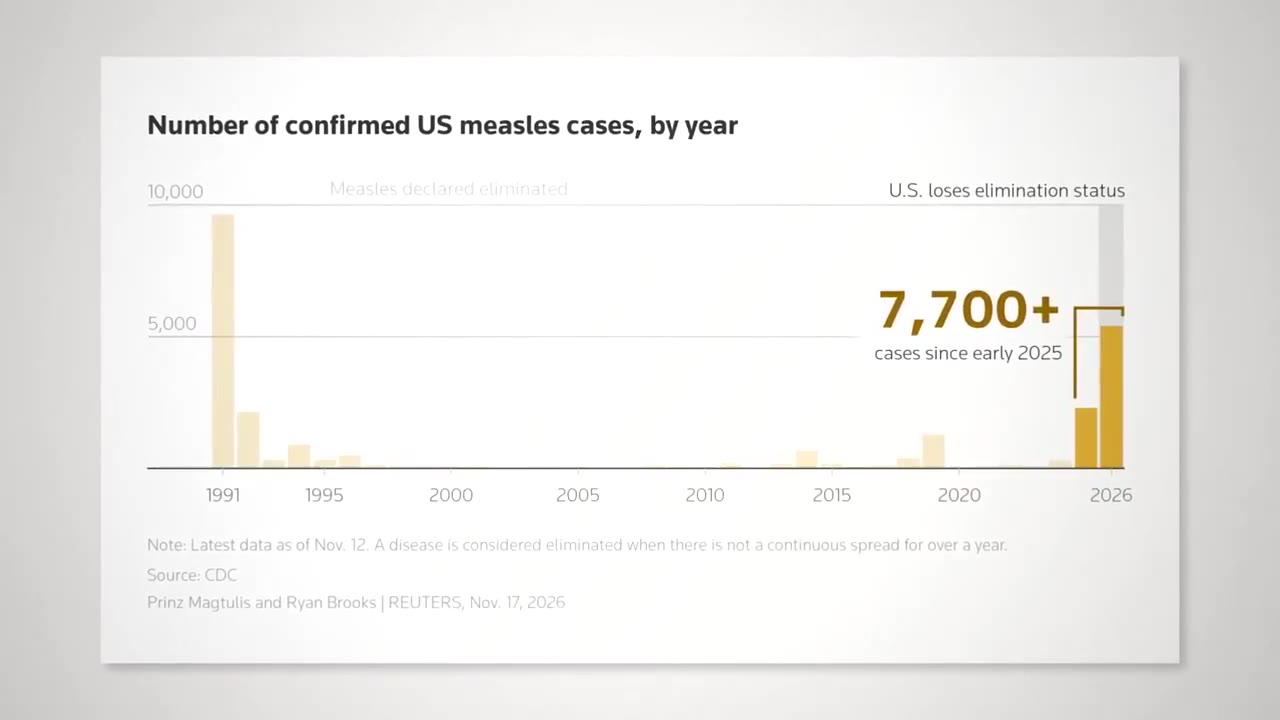 Number of confirmed US measles cases, by year
10,000
Measles declared eliminated
U.S. loses elimination status
7,700+
5,000
cases since early 2025
1991 1995 2000 2005 2010 2015 2020 2026
Note: Latest data as of Nov. 12. A disease is considered eliminated when there is not a continuous spread for over a year.
Source: CDC
Prinz Magtulis and Ryan Brooks | REUTERS, Nov. 17, 2026